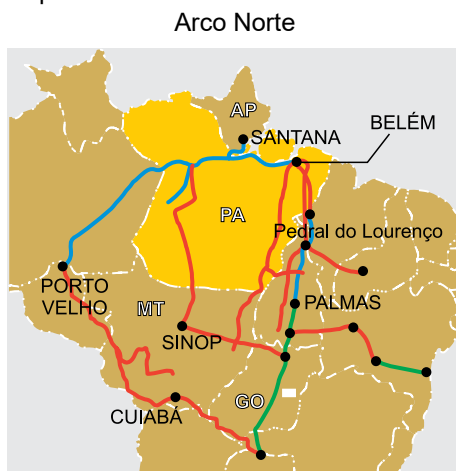 Arco Norte
AP
SANTANA
BELÉM
PA
Pedral do Lourenço
PORTO
VELHO
MT
PALMAS
SINOP
GO
CUIABÁ